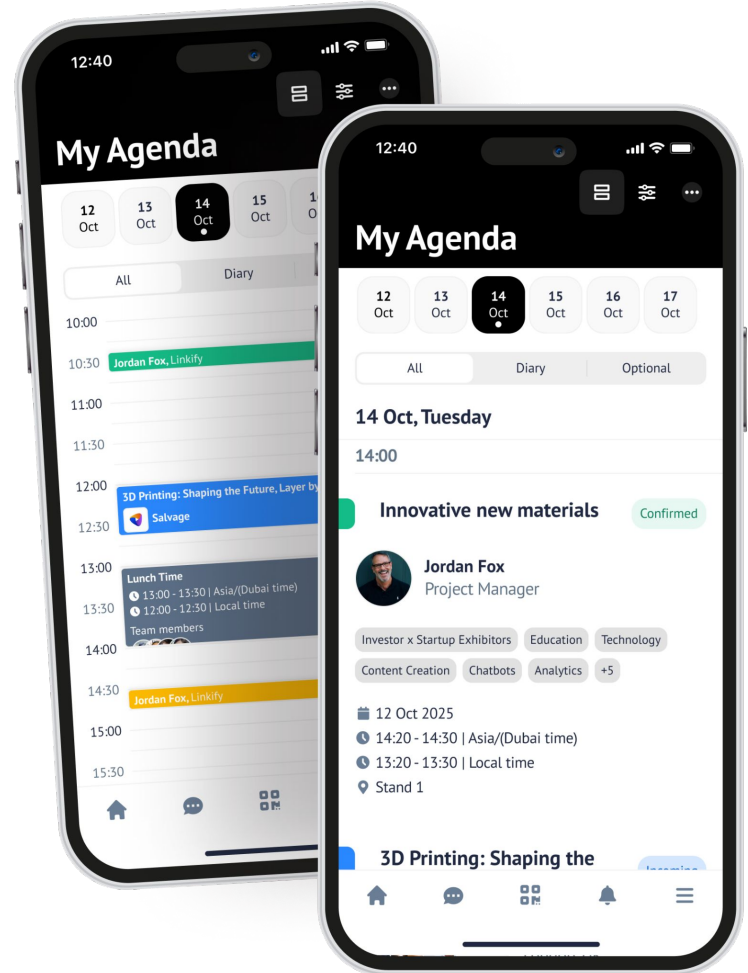 12:40
My Agenda
12
Oct
13
Oct
14
Oct
15
Oct
All
Diary
10:00
10:30
Jordan Fox, Linkify
11:00
11:30
12:00
3D Printing: Shaping the Future, Layer by
Salvage
12:30
13:00
Lunch Time
13:00 - 13:30 | Asia/(Dubai time)
13:30
12:00 - 12:30 | Local time
Team members
14:00
14:30
Jordan Fox, Linkify
15:00
15:30
12:40
My Agenda
12
Oct
13
Oct
14
Oct
15
Oct
16
Oct
17
Oct
All
Diary
Optional
14 Oct, Tuesday
14:00
Innovative new materials
Confirmed
Jordan Fox
Project Manager
Investor x Startup Exhibitors
Education
Technology
Content Creation
Chatbots
Analytics
+5
12 Oct 2025
14:20 - 14:30 | Asia/(Dubai time)
13:20 - 13:30 | Local time
Stand 1
3D Printing: Shaping the
Incoming